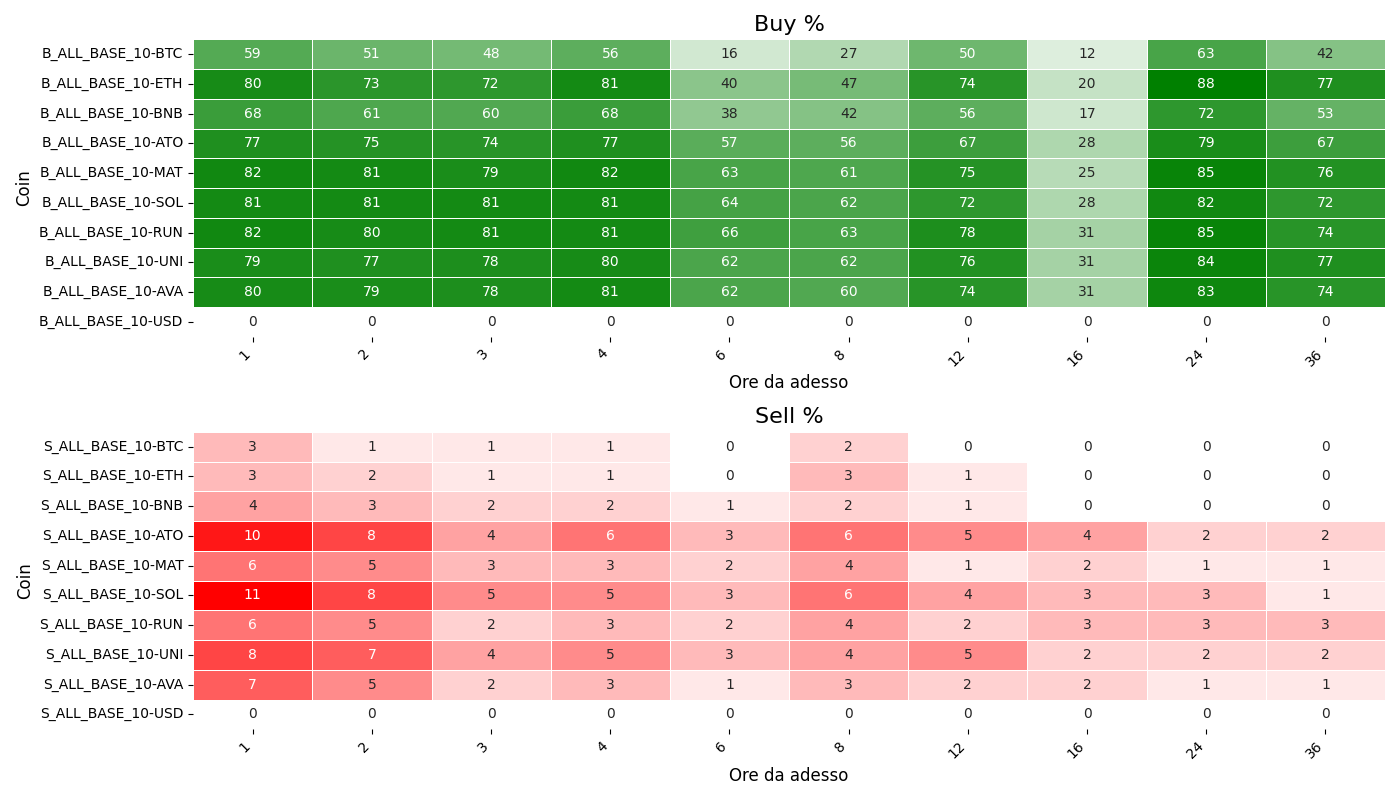 Buy %
Coin
B_ALL_BASE_10-BTC 59 51 48 56 16 27 50 12 63 42
B_ALL_BASE_10-ETH 80 73 72 81 40 47 74 20 88 77
B_ALL_BASE_10-BNB 68 61 60 68 38 42 56 17 72 53
B_ALL_BASE_10-ATO 77 75 74 77 57 56 67 28 79 67
B_ALL_BASE_10-MAT 82 81 79 82 63 61 75 25 85 76
B_ALL_BASE_10-SOL 81 81 81 81 64 62 72 28 82 72
B_ALL_BASE_10-RUN 82 80 81 81 66 63 78 31 85 74
B_ALL_BASE_10-UNI 79 77 78 80 62 62 76 31 84 77
B_ALL_BASE_10-AVA 80 79 78 81 62 60 74 31 83 74
B_ALL_BASE_10-USD 0 0 0 0 0 0 0 0 0 0
1 2 3 4 6 8 12 16 24 36
Ore da adesso
Sell %
Coin
S_ALL_BASE_10-BTC 3 1 1 1 0 2 0 0 0 0
S_ALL_BASE_10-ETH 3 2 1 1 0 3 1 0 0 0
S_ALL_BASE_10-BNB 4 3 2 2 1 2 1 0 0 0
S_ALL_BASE_10-ATO 10 8 4 6 3 6 5 4 2 2
S_ALL_BASE_10-MAT 6 5 3 3 2 4 1 2 1 1
S_ALL_BASE_10-SOL 11 8 5 5 3 6 4 3 3 1
S_ALL_BASE_10-RUN 6 5 2 3 2 4 2 3 3 3
S_ALL_BASE_10-UNI 8 7 4 5 3 4 5 2 2 2
S_ALL_BASE_10-AVA 7 5 2 3 1 3 2 2 1 1
S_ALL_BASE_10-USD 0 0 0 0 0 0 0 0 0 0
1 2 3 4 6 8 12 16 24 36
Ore da adesso